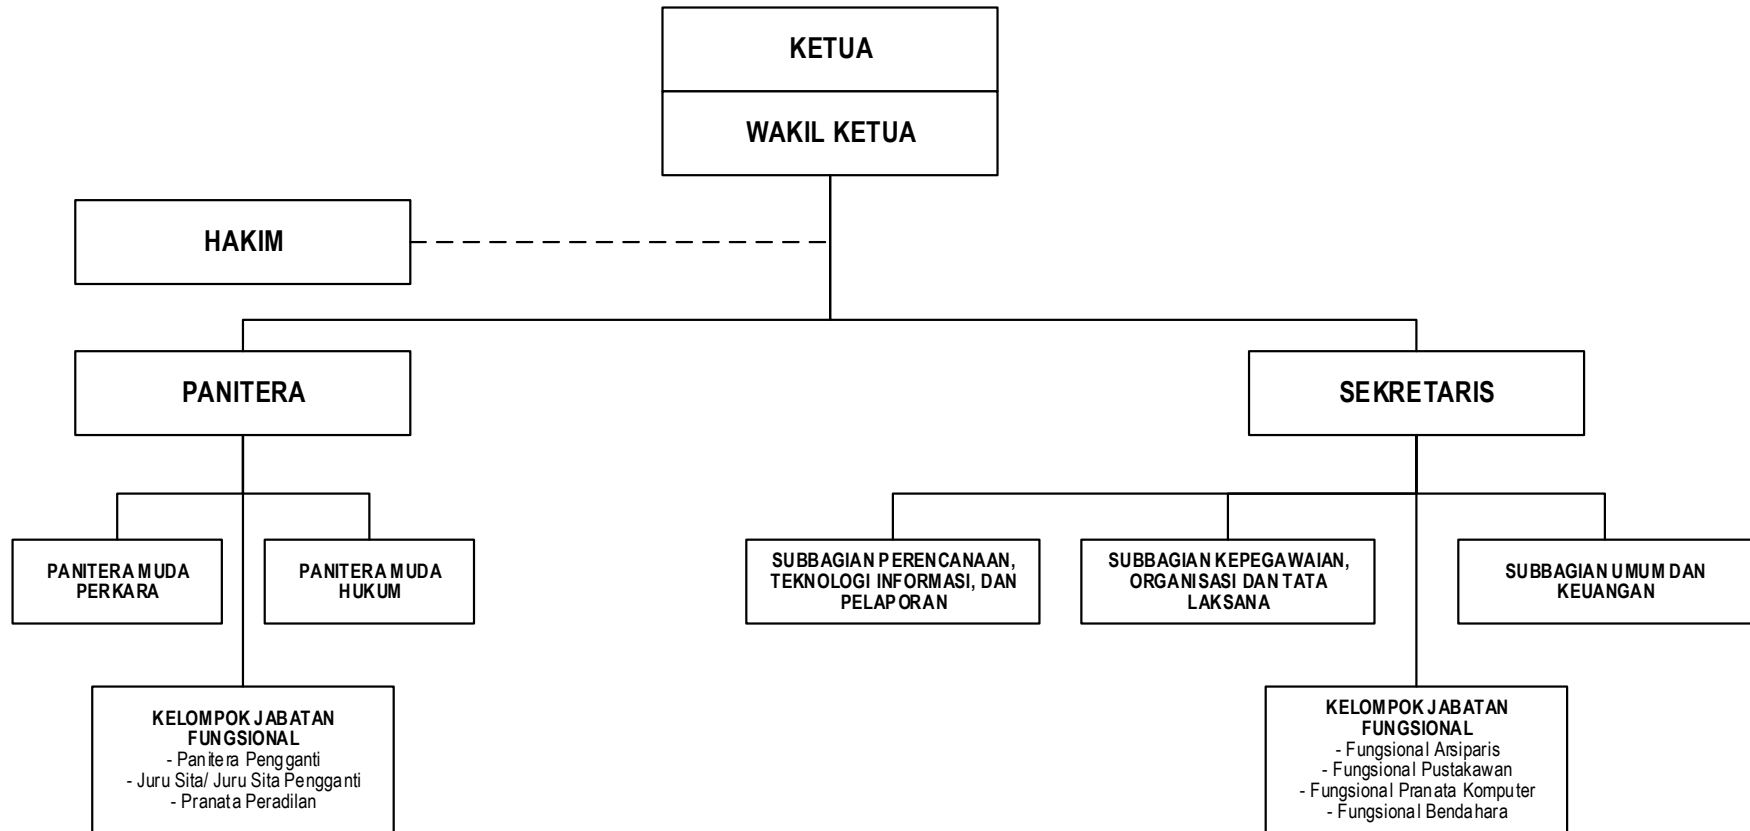 KETUA
WAKIL KETUA
HAKIM
PANITERA
SEKRETARIS
PANITERA MUDA
PERKARA
PANITERA MUDA
HUKUM
SUBBAGIAN PERENCANAAN,
TEKNOLOGI INFORMASI, DAN
PELAPORAN
SUBBAGIAN KEPEGAWAIAN,
ORGANISASI DAN TATA
LAKSANA
SUBBAGIAN UMUM DAN
KEUANGAN
KELOMPOK JABATAN
FUNGSIONAL
- Panitera Pengganti
- Juru Sita/ Juru Sita Pengganti
- Pranata Peradilan
KELOMPOK JABATAN
FUNGSIONAL
- Fungsional Arsiparis
- Fungsional Pustakawan
- Fungsional Pranata Komputer
- Fungsional Bendahara